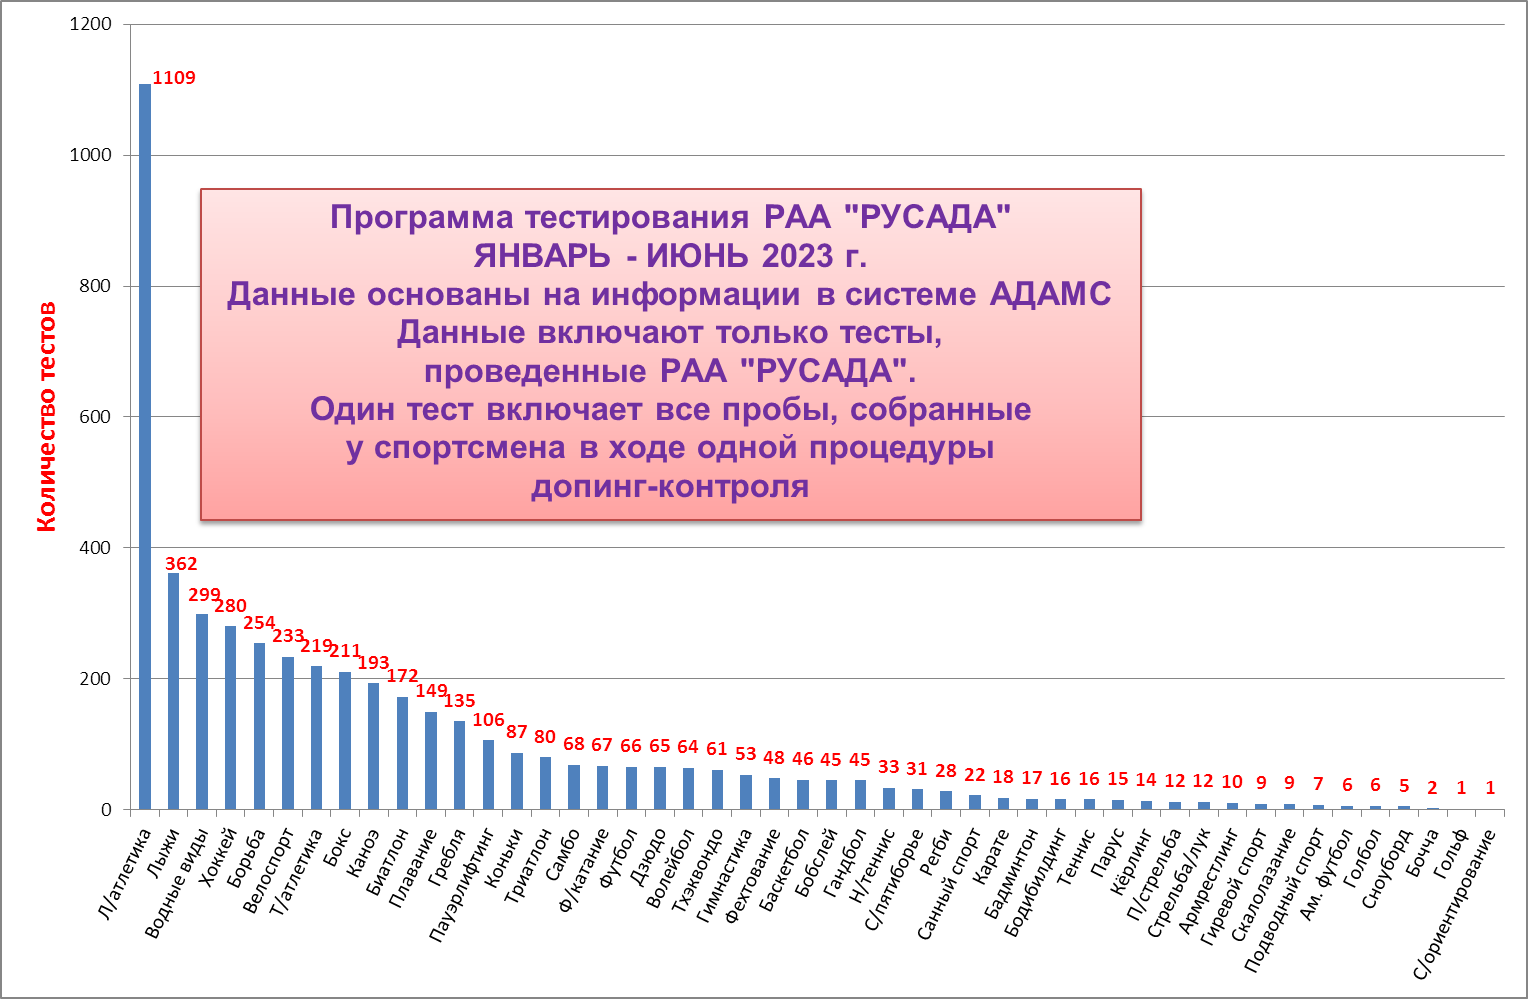 1200
1000
800
600
400
200
0
Количество тестов
Программа тестирования РАА "РУСАДА"
ЯНВАРЬ - ИЮНЬ 2023 г.
Данные основаны на информации в системе АДАМС
Данные включают только тесты,
проведенные РАА "РУСАДА".
Один тест включает все пробы, собранные
у спортсмена в ходе одной процедуры
допинг-контроля
1109
362
299
280
254
233
219
211
193
172
149
135
106
87
80
68
67
66
65
64
61
53
48
46
45
45
33
31
28
22
18
17
16
16
15
14
12
12
10
9
9
7
6
6
5
2
1
1
Л/атлетика
Лыжи
Водные виды
Хоккей
Борьба
Велоспорт
Т/атлетика
Бокс
Каноэ
Биатлон
Плавание
Гребля
Пауэрлифтинг
Коньки
Триатлон
Самбо
Ф/катание
Футбол
Дзюдо
Волейбол
Тхэквондо
Гимнастика
Фехтование
Баскетбол
Бобслей
Гандбол
Н/теннис
С/пятиборье
Регби
Санный спорт
Карате
Бадминтон
Бодибилдинг
Теннис
Парус
Кёрлинг
П/стрельба
Стрельба/лук
Армрестлинг
Гиревой спорт
Скалолазание
Подводный спорт
Ам. футбол
Голбол
Сноуборд
Бочча
Гольф
С/ориентирование